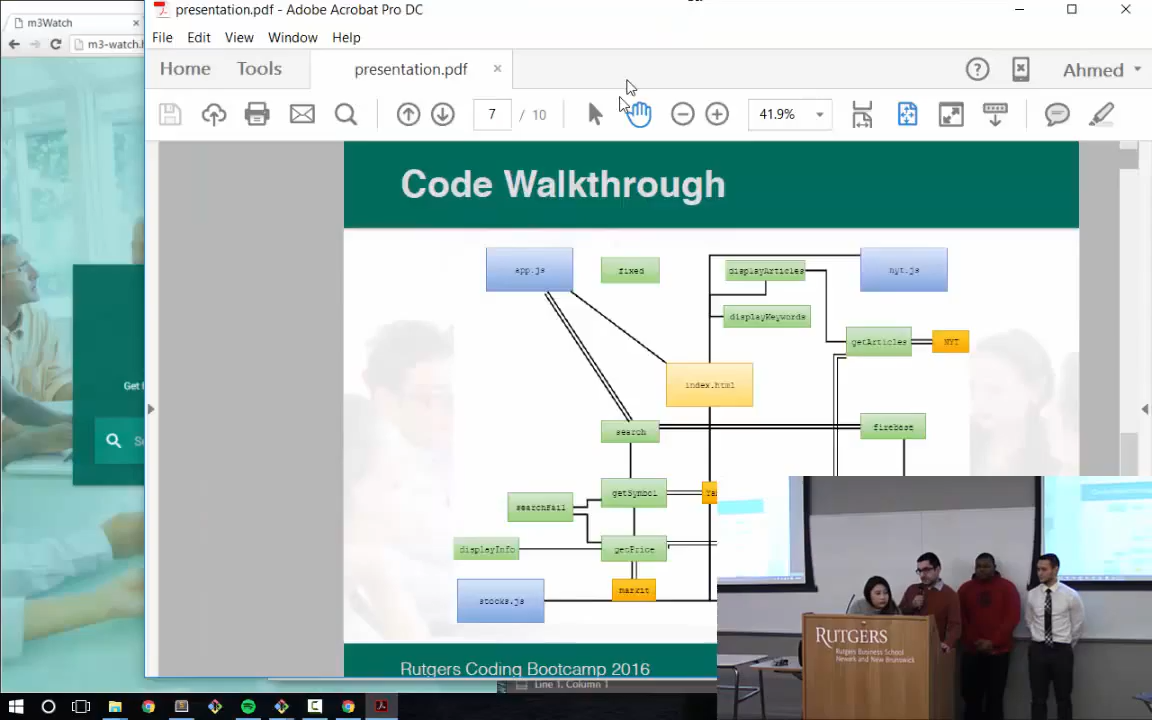 m3Watch
m3-watch.h
presentation.pdf - Adobe Acrobat Pro DC
File Edit View Window Help
Home Tools presentation.pdf Ahmed
7 / 10 41.9%
Code Walkthrough
app.js
fixed
displayArticles
nyt.js
displayKeywords
getArticles
NYT
index.html
Get
search
firebase
getSymbol
searchFail
displayInfo
getPrice
markit
stocks.js
Rutgers Coding Bootcamp 2016
Line 1, Column 1
RUTGERS
Rutgers Business School
Newark and New Brunswick